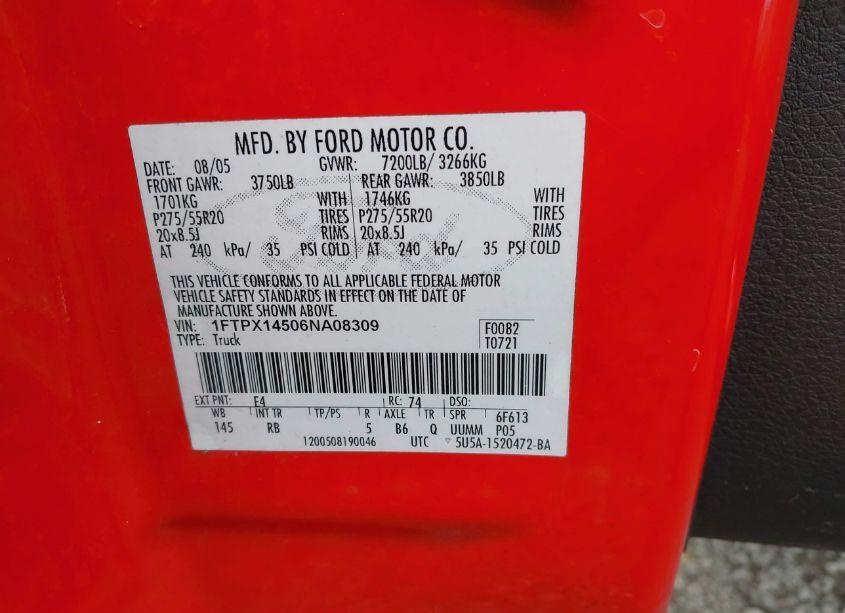 MFD. BY FORD MOTOR CO.
DATE: 08/05 GVWR: 7200LB/ 3266KG
FRONT GAWR: 3750LB REAR GAWR: 3850LB
1701KG WITH 1746KG WITH
P275/55R20 TIRES P275/55R20 TIRES
20x8.5J RIMS 20x8.5J RIMS
AT 240 kPa/ 35 PSI COLD AT 240 kPa/ 35 PSI COLD
Ford
THIS VEHICLE CONFORMS TO ALL APPLICABLE FEDERAL MOTOR
VEHICLE SAFETY STANDARDS IN EFFECT ON THE DATE OF
MANUFACTURE SHOWN ABOVE.
VIN: 1FTPX14506NA08309 F0082
TYPE: Truck T0721
EXT PNT: E4 RC: 74 DSO:
WB INT TR TP/PS R AXLE TR SPR 6F613
145 RB 5 B6 Q UUMM P05
1200508190046 UTC 5U5A-1520472-BA